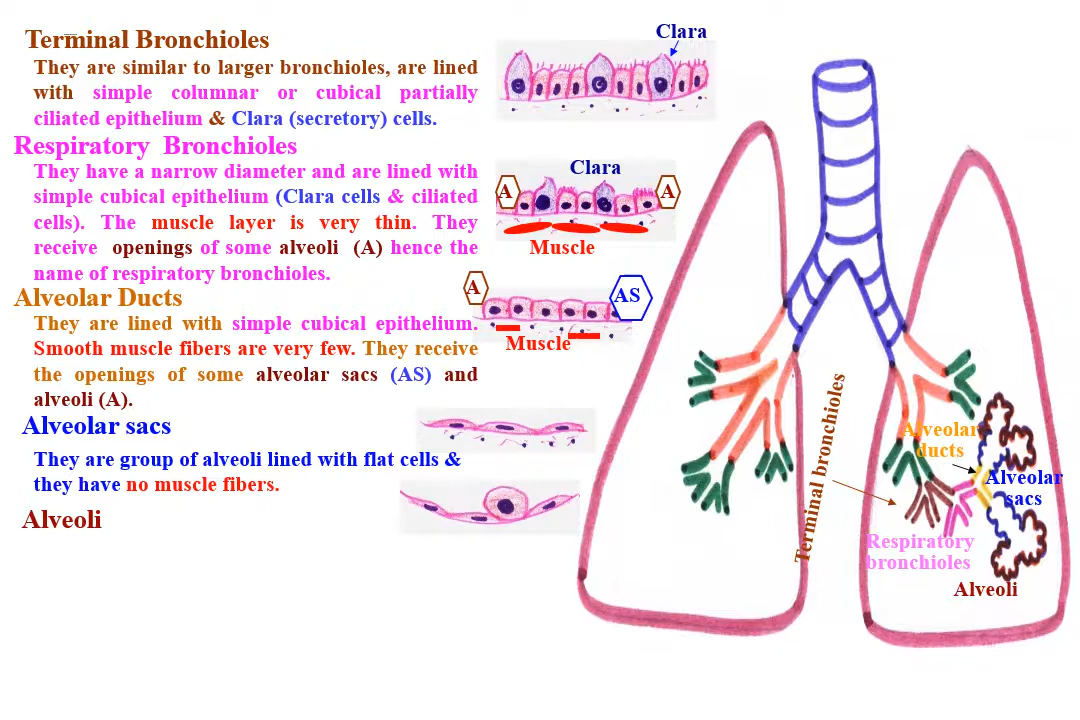 Terminal Bronchioles
They are similar to larger bronchioles, are lined
with simple columnar or cubical partially
ciliated epithelium & Clara (secretory) cells.
Respiratory Bronchioles
They have a narrow diameter and are lined with
simple cubical epithelium (Clara cells & ciliated
cells). The muscle layer is very thin. They
receive openings of some alveoli (A) hence the
name of respiratory bronchioles.
Alveolar Ducts
They are lined with simple cubical epithelium.
Smooth muscle fibers are very few. They receive
the openings of some alveolar sacs (AS) and
alveoli (A).
Alveolar sacs
They are group of alveoli lined with flat cells &
they have no muscle fibers.
Alveoli
Clara
Clara
A
A
Muscle
A
AS
Muscle
Terminal bronchioles
Alveolar
ducts
Alveolar
sacs
Respiratory
bronchioles
Alveoli